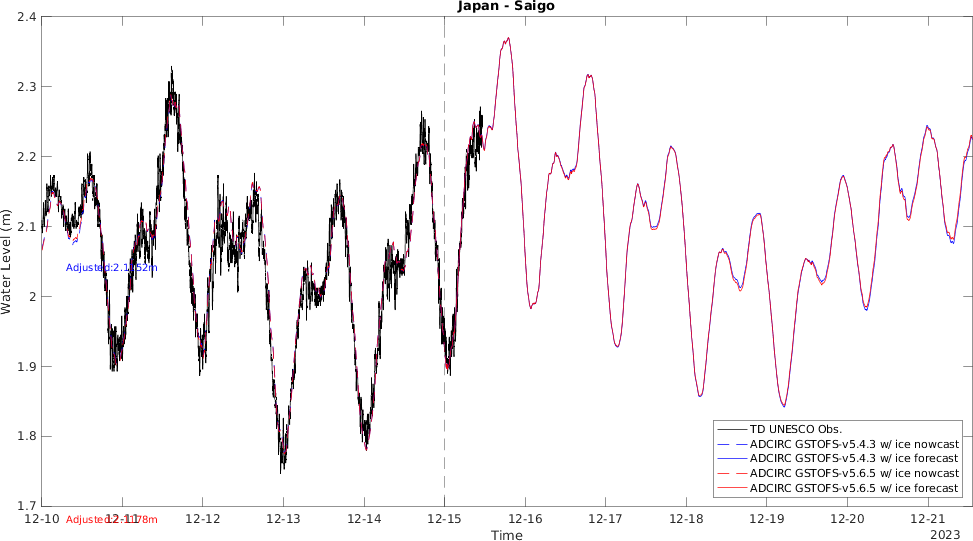 Japan - Saigo
2.4
2.3
2.2
2.1
2
1.9
1.8
1.7
Water Level (m)
12-10
12-11
12-12
12-13
12-14
12-15
12-16
12-17
12-18
12-19
12-20
12-21
2023
Time
TD UNESCO Obs.
ADCIRC GSTOFS-v5.4.3 w/ ice nowcast
ADCIRC GSTOFS-v5.4.3 w/ ice forecast
ADCIRC GSTOFS-v5.6.5 w/ ice nowcast
ADCIRC GSTOFS-v5.6.5 w/ ice forecast